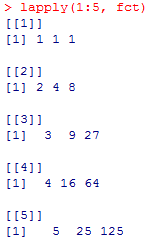 > lapply(1:5, fct)
[[1]]
[1] 1 1 1
[[2]]
[1] 2 4 8
[[3]]
[1]  3  9 27
[[4]]
[1]  4 16 64
[[5]]
[1]   5  25 125